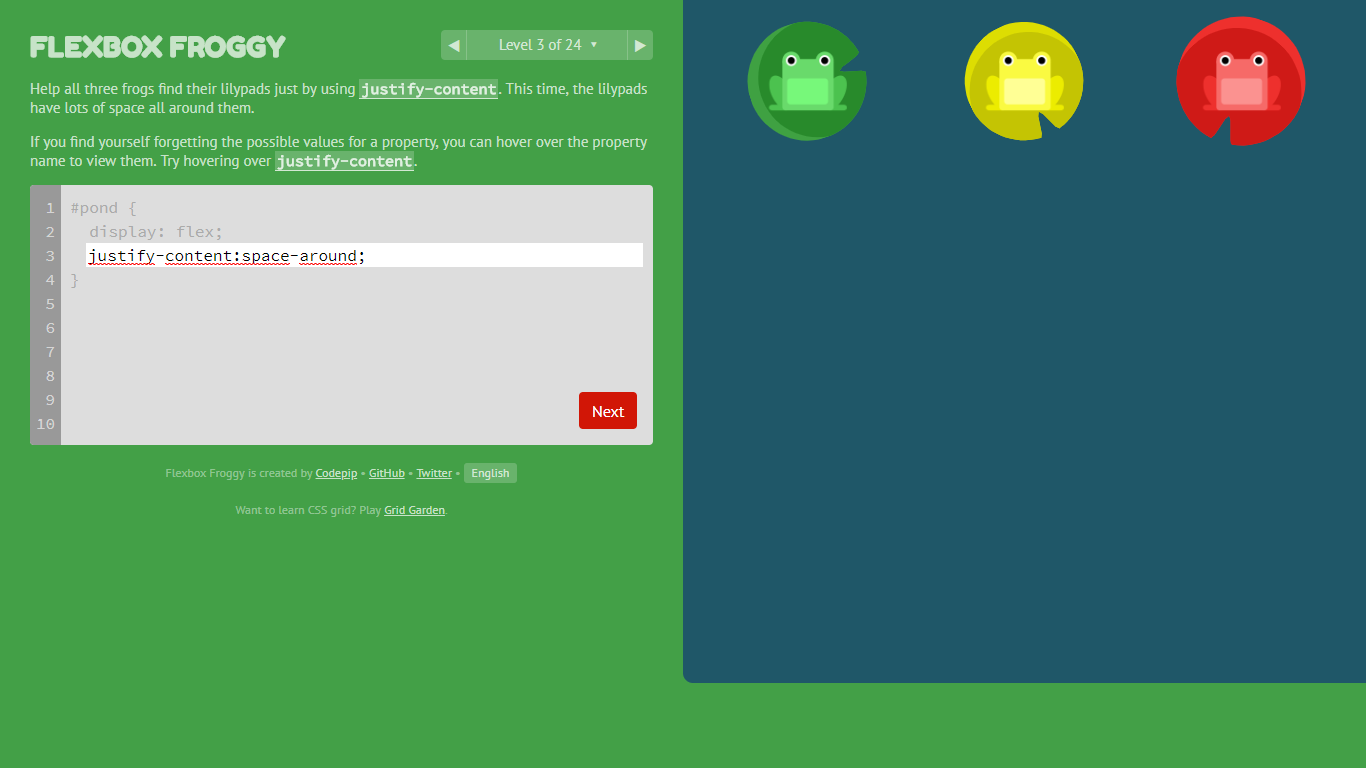 FLEXBOX FROGGY
◀ Level 3 of 24 ▼ ▶
Help all three frogs find their lilypads just by using justify-content. This time, the lilypads
have lots of space all around them.
If you find yourself forgetting the possible values for a property, you can hover over the property
name to view them. Try hovering over justify-content.
1 #pond {
2 display: flex;
3 justify-content:space-around;
4 }
5
6
7
8
9
10
Next
Flexbox Froggy is created by Codepip • GitHub • Twitter • English
Want to learn CSS grid? Play Grid Garden.